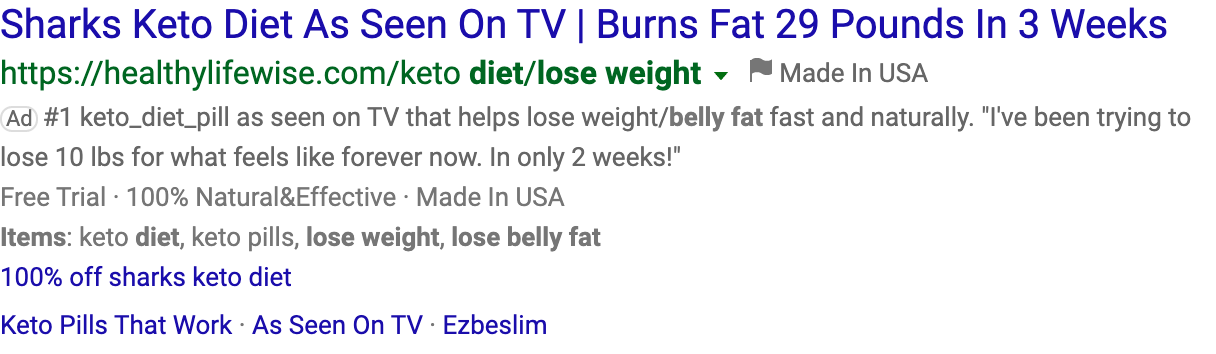 Sharks Keto Diet As Seen On TV | Burns Fat 29 Pounds In 3 Weeks
https://healthylifewise.com/keto diet/lose weight Made In USA
Ad #1 keto_diet_pill as seen on TV that helps lose weight/belly fat fast and naturally. "I've been trying to
lose 10 lbs for what feels like forever now. In only 2 weeks!"
Free Trial · 100% Natural&Effective · Made In USA
Items: keto diet, keto pills, lose weight, lose belly fat
100% off sharks keto diet
Keto Pills That Work · As Seen On TV · Ezbeslim